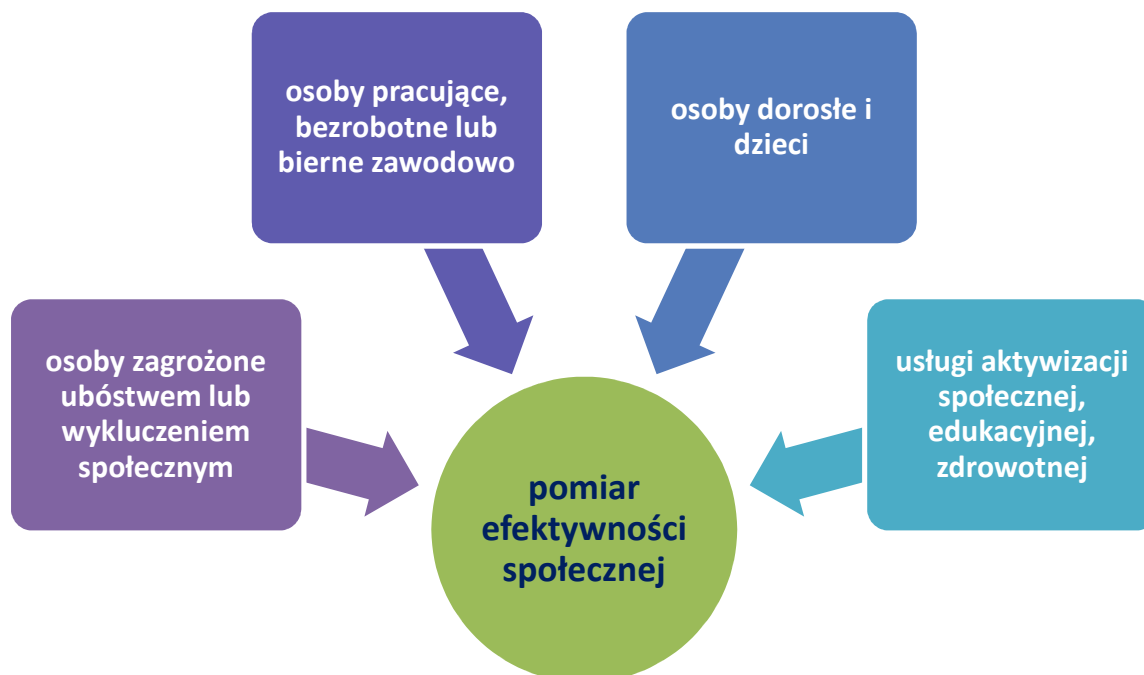 osoby pracujące,
bezrobotne lub
bierne zawodowo
osoby dorosłe i
dzieci
osoby zagrożone
ubóstwem lub
wykluczeniem
społecznym
usługi aktywizacji
społecznej,
edukacyjnej,
zdrowotnej
pomiar
efektywności
społecznej